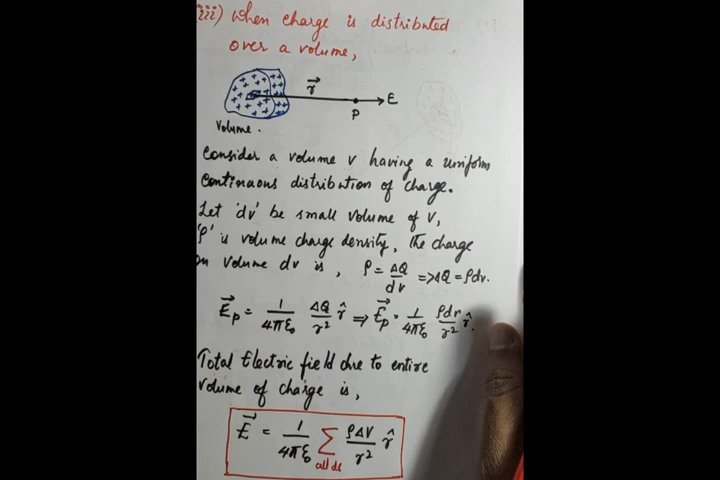 iii) When charge is distributed
over a volume,
r⃗
E
P
Volume.
Consider a volume v having a uniform
Continuous distribution of charge.
Let 'dv' be small volume of V,
'ρ' is volume charge density, the charge
on volume dv is, ρ = ΔQ/dv => ΔQ = ρdv.
E⃗p = 1/4πε₀ ΔQ/r² r̂ => E⃗p = 1/4πε₀ ρdv/r² r̂.
Total Electric field due to entire
volume of charge is,
E⃗ = 1/4πε₀ Σ ρΔV/r² r̂
all ds